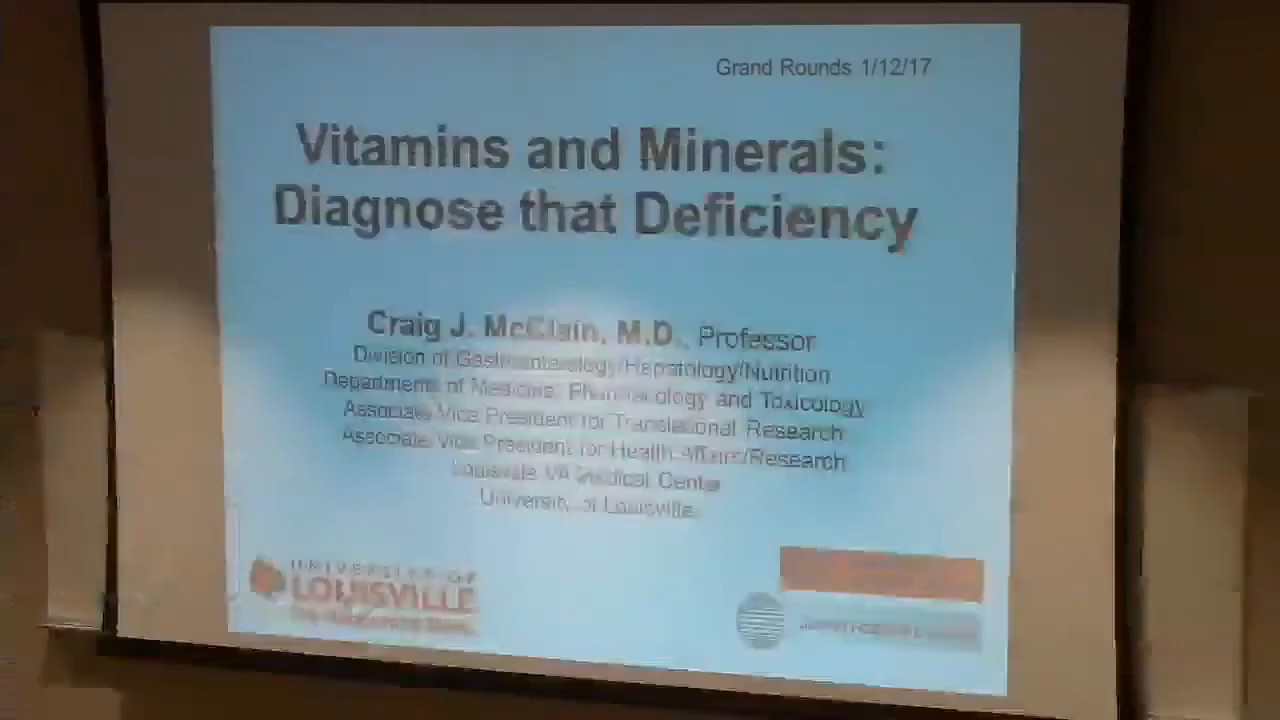 Grand Rounds 1/12/17
Vitamins and Minerals:
Diagnose that Deficiency
Craig J. McClain, M.D., Professor
Division of Gastroenterology/Hepatology/Nutrition
Departments of Medicine, Pharmacology and Toxicology
Associate Vice President for Translational Research
Associate Vice President for Health Affairs/Research
Louisville VA Medical Center
University of Louisville
UNIVERSITY OF
LOUISVILLE